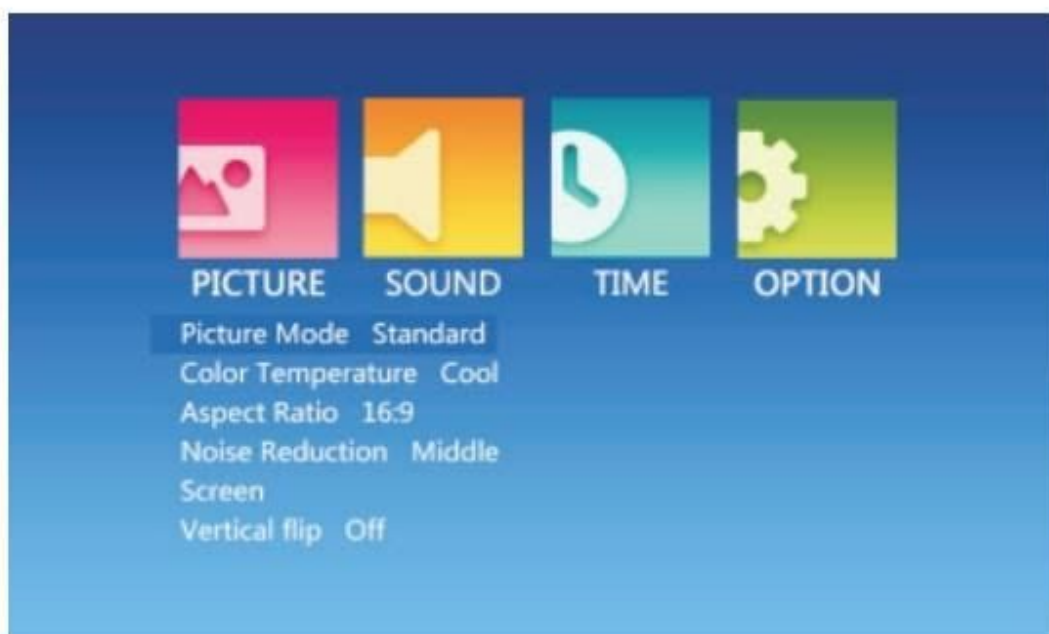 PICTURE SOUND TIME OPTION
Picture Mode Standard
Color Temperature Cool
Aspect Ratio 16:9
Noise Reduction Middle
Screen
Vertical flip Off